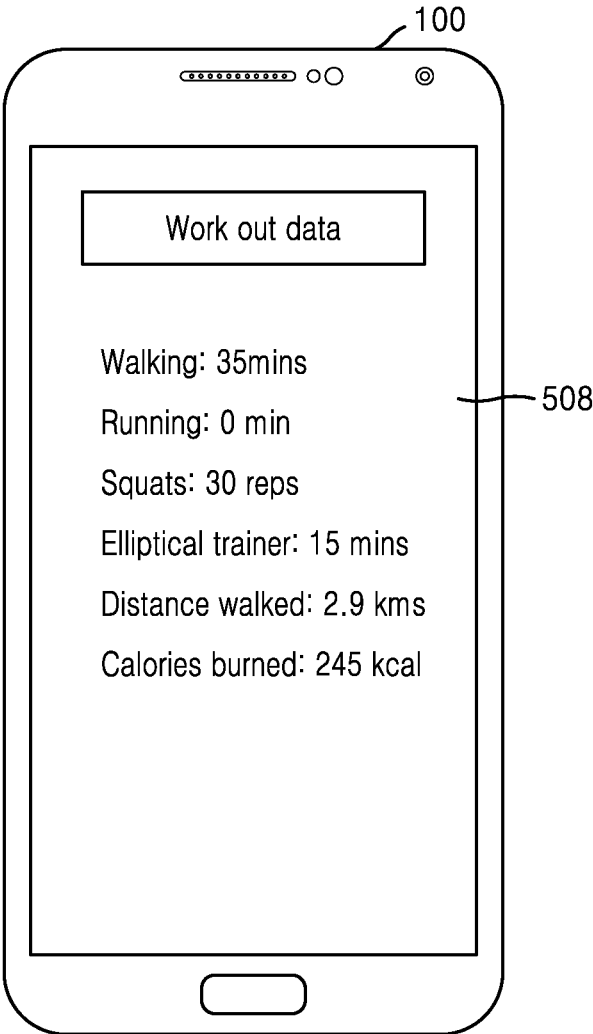 100
Work out data
Walking: 35mins
508
Running: 0 min
Squats: 30 reps
Elliptical trainer: 15 mins
Distance walked: 2.9 kms
Calories burned: 245 kcal